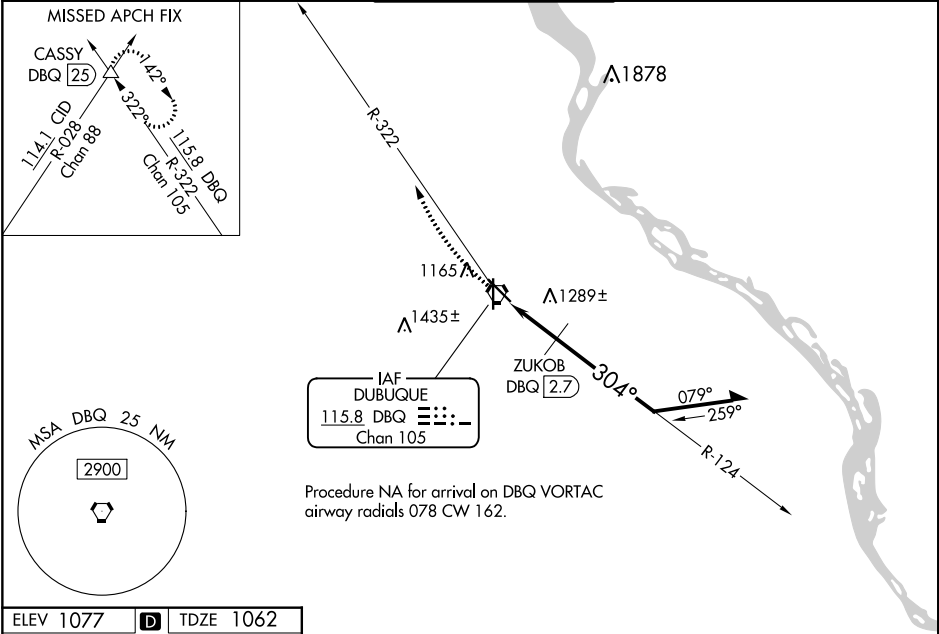 MISSED APCH FIX
CASSY
DBQ 25
142°
322°
114.1 CID
R-028
Chan 88
115.8 DBQ
R-322
Chan 105
R-322
1878
1165
1289±
1435±
ZUKOB
DBQ 2.7
304°
079°
259°
R-124
IAF
DUBUQUE
115.8 DBQ
Chan 105
MSA DBQ 25 NM
2900
Procedure NA for arrival on DBQ VORTAC
airway radials 078 CW 162.
ELEV 1077 D TDZE 1062